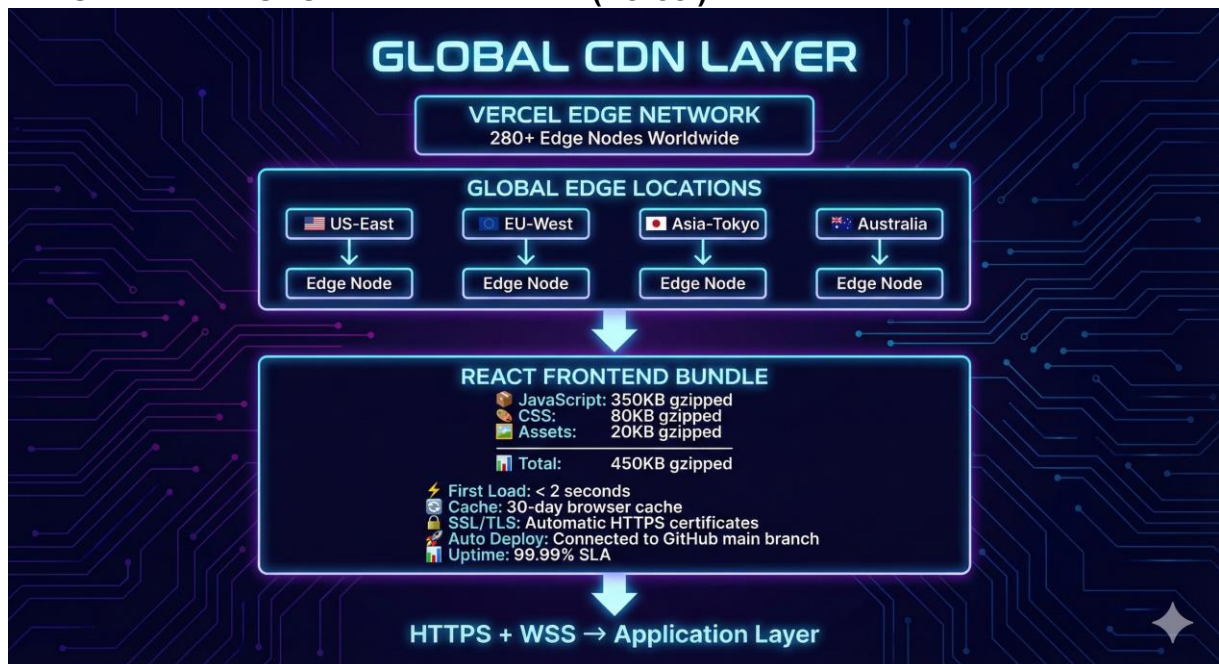 GLOBAL CDN LAYER
VERCEL EDGE NETWORK
280+ Edge Nodes Worldwide
GLOBAL EDGE LOCATIONS
US-East EU-West Asia-Tokyo Australia
Edge Node Edge Node Edge Node Edge Node
REACT FRONTEND BUNDLE
JavaScript: 350KB gzipped
CSS: 80KB gzipped
Assets: 20KB gzipped
Total: 450KB gzipped
First Load: < 2 seconds
Cache: 30-day browser cache
SSL/TLS: Automatic HTTPS certificates
Auto Deploy: Connected to GitHub main branch
Uptime: 99.99% SLA
HTTPS + WSS → Application Layer